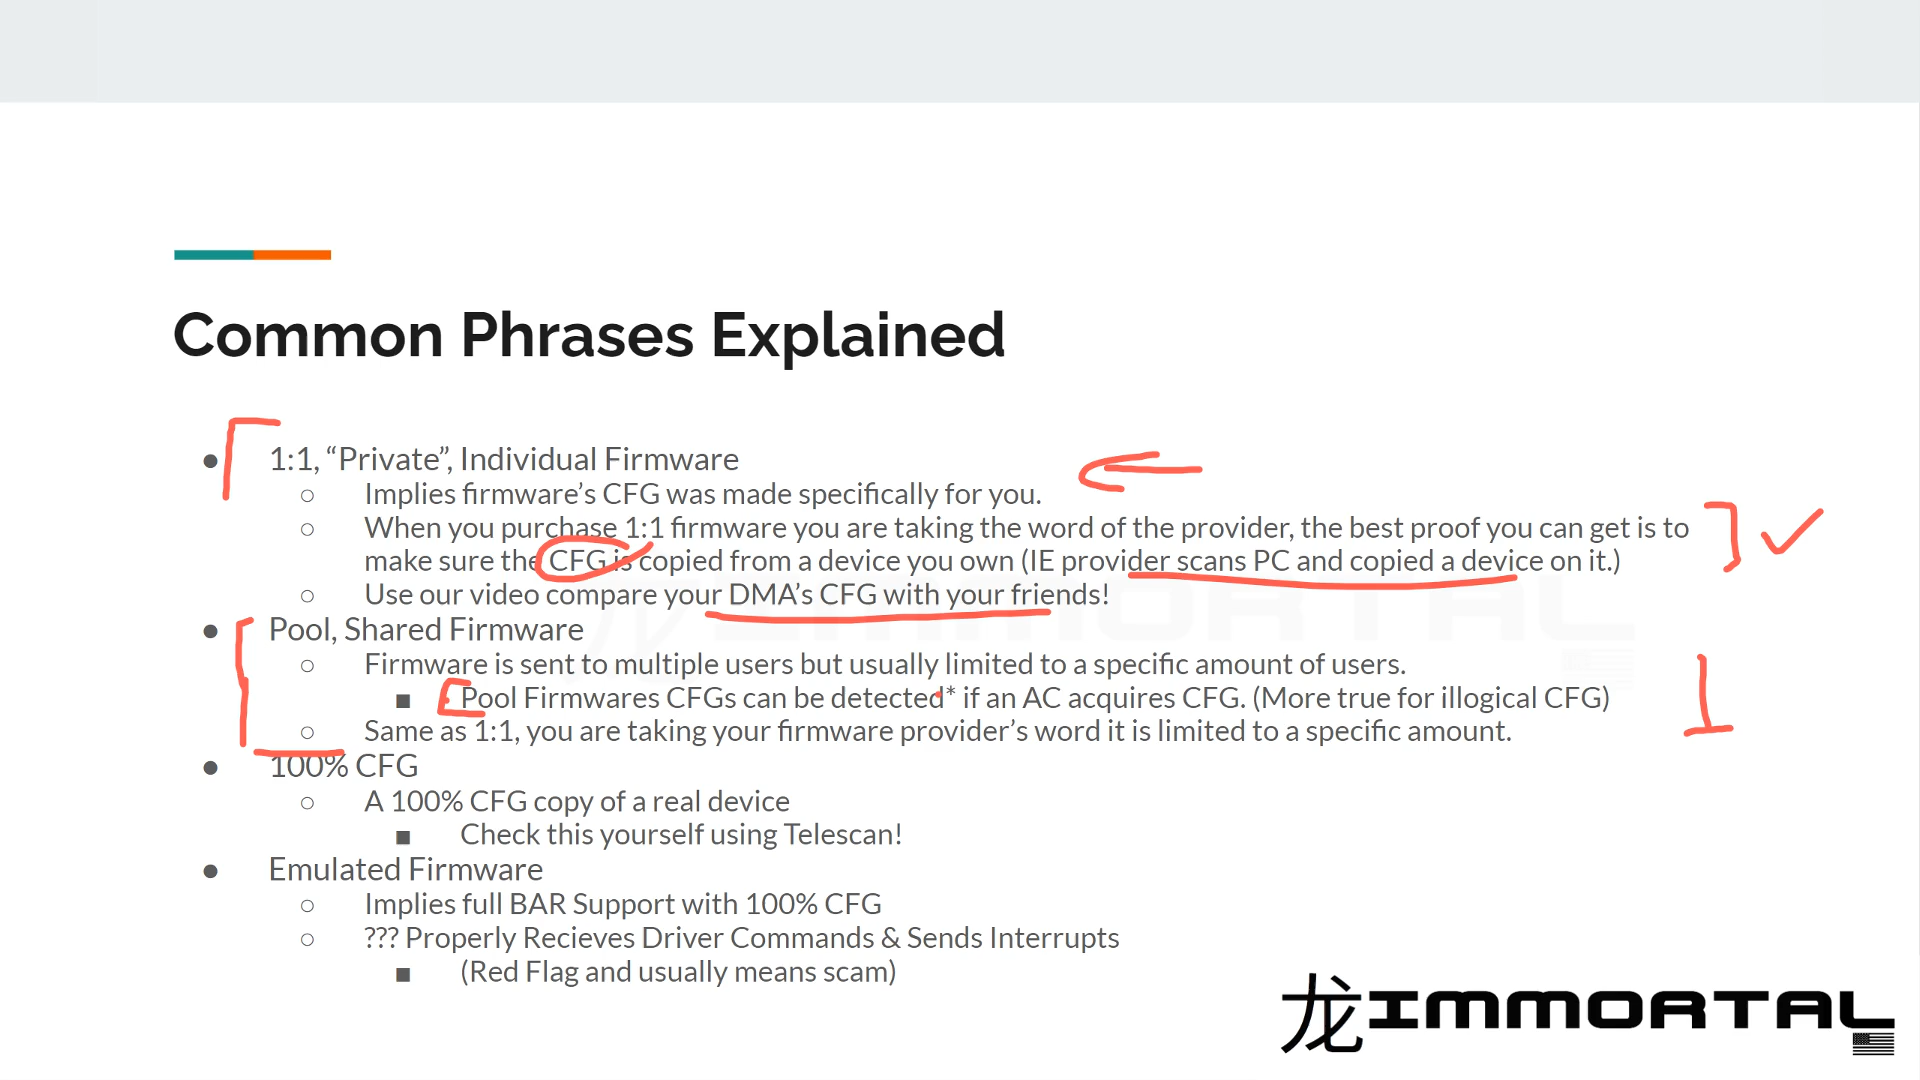 Common Phrases Explained
● 1:1, “Private”, Individual Firmware
○ Implies firmware’s CFG was made specifically for you.
○ When you purchase 1:1 firmware you are taking the word of the provider, the best proof you can get is to
make sure the CFG is copied from a device you own (IE provider scans PC and copied a device on it.)
○ Use our video compare your DMA’s CFG with your friends!
● Pool, Shared Firmware
○ Firmware is sent to multiple users but usually limited to a specific amount of users.
■ Pool Firmwares CFGs can be detected* if an AC acquires CFG. (More true for illogical CFG)
○ Same as 1:1, you are taking your firmware provider’s word it is limited to a specific amount.
● 100% CFG
○ A 100% CFG copy of a real device
■ Check this yourself using Telescan!
● Emulated Firmware
○ Implies full BAR Support with 100% CFG
○ ??? Properly Recieves Driver Commands & Sends Interrupts
■ (Red Flag and usually means scam)
龙IMMORTAL